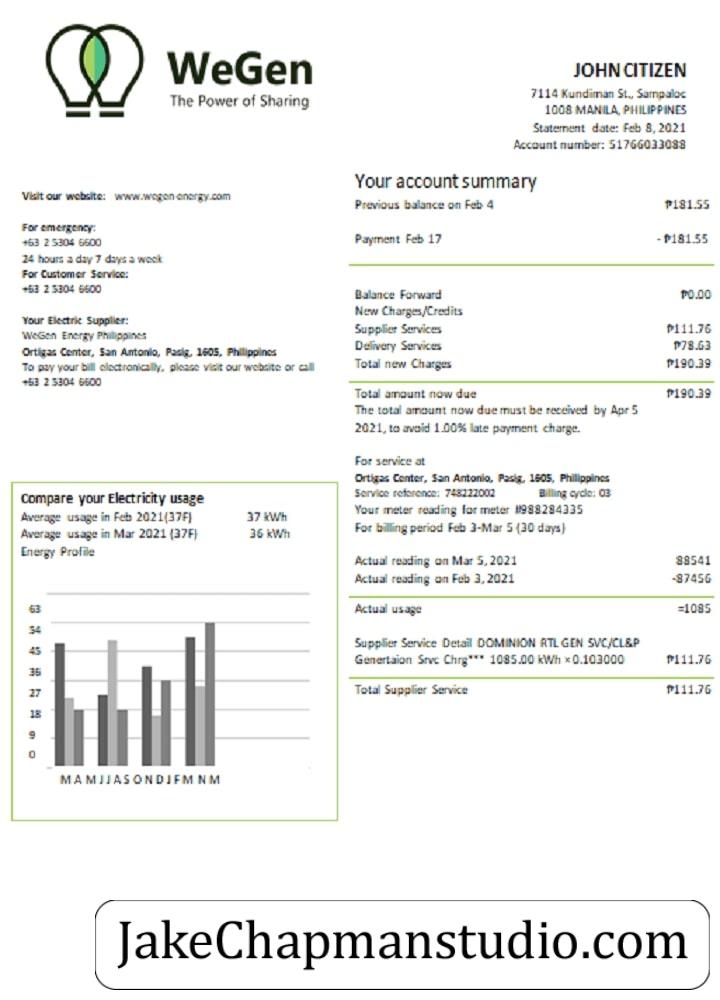 WeGen
The Power of Sharing
JOHN CITIZEN
7114 Kundiman St., Sampaloc
1008 MANILA, PHILIPPINES
Statement date: Feb 8, 2021
Account number: 51766033088
Visit our website: www.wegen-energy.com
For emergency:
+63 2 5304 6600
24 hours a day 7 days a week
For Customer Service:
+63 2 5304 6600
Your Electric Supplier:
WeGen Energy Philippines
Ortigas Center, San Antonio, Pasig, 1605, Philippines
To pay your bill electronically, please visit our website or call
+63 2 5304 6600
Your account summary
Previous balance on Feb 4 ₱181.55
Payment Feb 17 - ₱181.55
Balance Forward ₱0.00
New Charges/Credits
Supplier Services ₱111.76
Delivery Services ₱78.63
Total new Charges ₱190.39
Total amount now due ₱190.39
The total amount now due must be received by Apr 5
2021, to avoid 1.00% late payment charge.
For service at
Ortigas Center, San Antonio, Pasig, 1605, Philippines
Service reference: 748222002 Billing cycle: 03
Your meter reading for meter #988284335
For billing period Feb 3-Mar 5 (30 days)
Actual reading on Mar 5, 2021 88541
Actual reading on Feb 3, 2021 -87456
Actual usage =1085
Supplier Service Detail DOMINION RTL GEN SVC/CL&P
Genertaion Srvc Chrg*** 1085.00 kWh ×0.103000 ₱111.76
Total Supplier Service ₱111.76
Compare your Electricity usage
Average usage in Feb 2021(37F) 37 kWh
Average usage in Mar 2021 (37F) 36 kWh
Energy Profile
63
54
45
36
27
18
9
0
M A M J J A S O N D J F M N M
JakeChapmanstudio.com